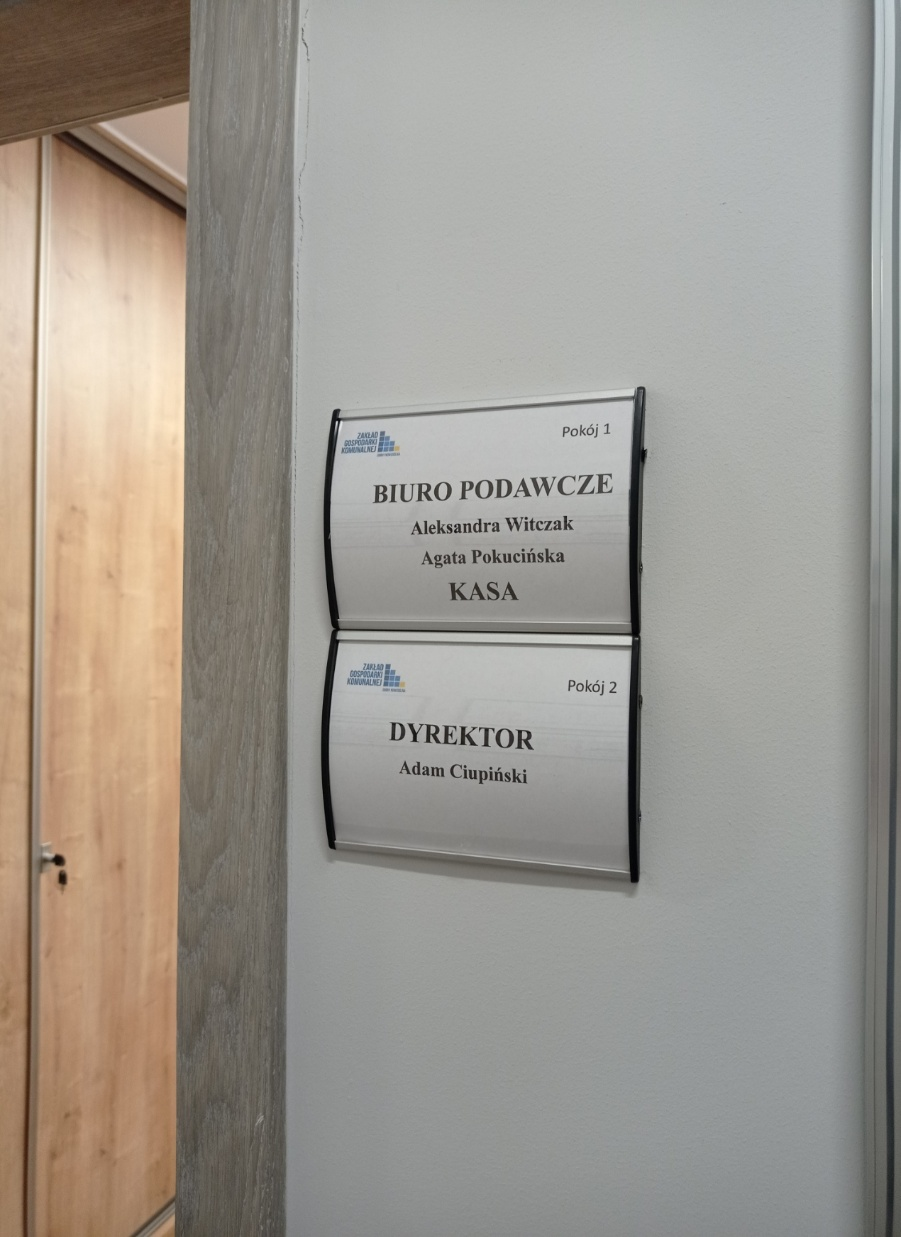 ZAKŁAD
GOSPODARKI
KOMUNALNEJ
Pokój 1
BIURO PODAWCZE
Aleksandra Witczak
Agata Pokucińska
KASA
ZAKŁAD
GOSPODARKI
KOMUNALNEJ
Pokój 2
DYREKTOR
Adam Ciupiński